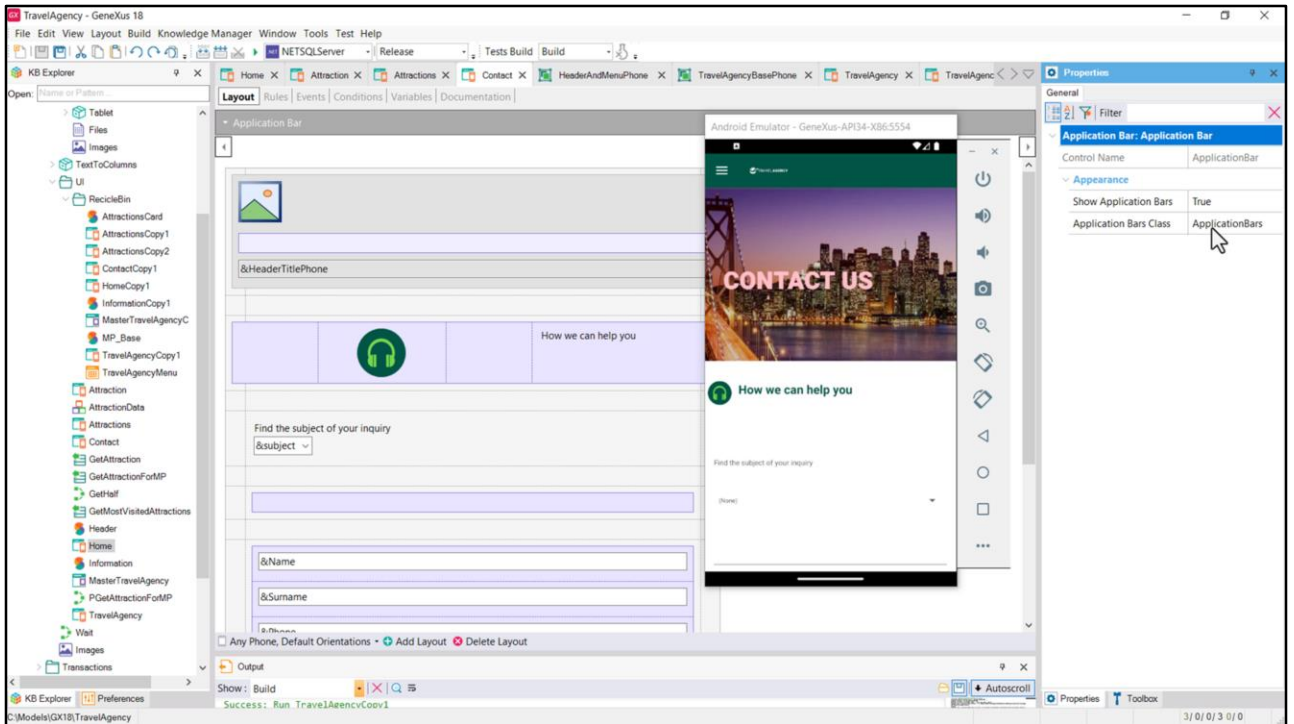 TravelAgency - GeneXus 18
File Edit View Layout Build Knowledge Manager Window Tools Test Help
NETSQLServer Release Tests Build Build
KB Explorer
Open: Name or Pattern...
Tablet
Files
Images
TextToColumns
UI
RecicleBin
AttractionsCard
AttractionsCopy1
AttractionsCopy2
ContactCopy1
HomeCopy1
InformationCopy1
MasterTravelAgencyC
MP_Base
TravelAgencyCopy1
TravelAgencyMenu
Attraction
AttractionData
Attractions
Contact
GetAttraction
GetAttractionForMP
GetHalf
GetMostVisitedAttractions
Header
Home
Information
MasterTravelAgency
PGetAttractionForMP
TravelAgency
Wait
Images
Transactions
KB Explorer Preferences
C:\Models\GX18\TravelAgency
Home Attraction Attractions Contact HeaderAndMenuPhone TravelAgencyBasePhone TravelAgency TravelAgenc
Layout Rules Events Conditions Variables Documentation
Application Bar
&HeaderTitlePhone
How we can help you
Find the subject of your inquiry
&subject
&Name
&Surname
&Phone
Any Phone, Default Orientations Add Layout Delete Layout
Output
Show: Build Autoscroll
Success: Run TravelAgencyCopy1
Android Emulator - GeneXus-API34-X86:5554
TRAVELAGENCY
CONTACT US
How we can help you
Find the subject of your inquiry
(None)
Properties
General
Filter
Application Bar: Application Bar
Control Name ApplicationBar
Appearance
Show Application Bars True
Application Bars Class ApplicationBars
Properties Toolbox
3/ 0/ 0/ 3 0/ 0